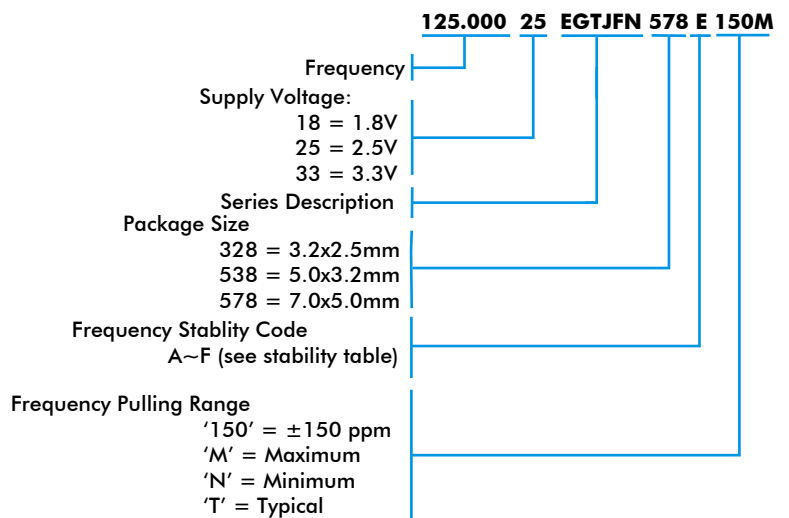 125.000 25 EGTJFN 578 E 150M
Frequency
Supply Voltage:
18 = 1.8V
25 = 2.5V
33 = 3.3V
Series Description
Package Size
328 = 3.2x2.5mm
538 = 5.0x3.2mm
578 = 7.0x5.0mm
Frequency Stablity Code
A~F (see stability table)
Frequency Pulling Range
‘150’ = ±150 ppm
‘M’ = Maximum
‘N’ = Minimum
‘T’ = Typical